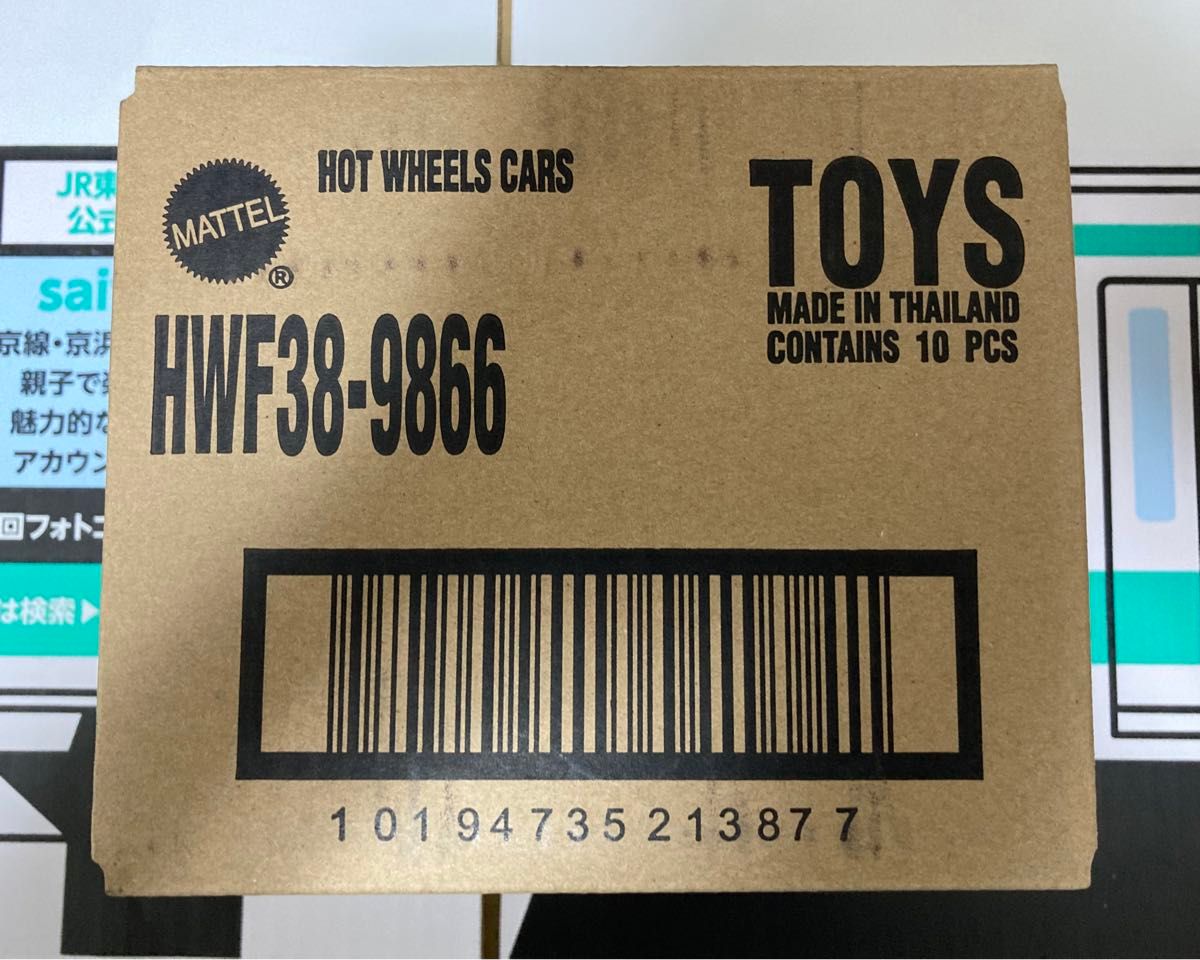 HOT WHEELS CARS
MATTEL
®
TOYS
MADE IN THAILAND
CONTAINS 10 PCS
HWF38-9866
1 01 94735 21387 7
JR東
公式
sai
京線・京浜
親子で
魅力的な
アカウン
回フォトコ
は検索▶